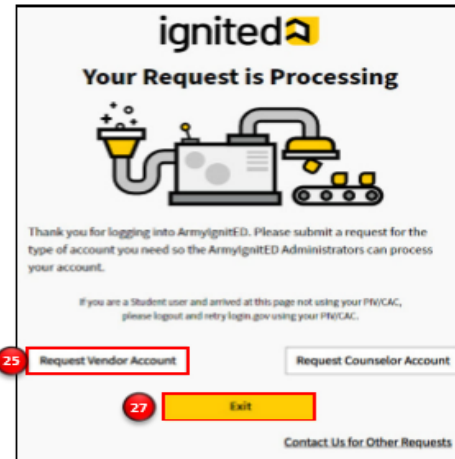 ignited
Your Request is Processing
Thank you for logging into ArmyIgnitED. Please submit a request for the
type of account you need so the ArmyIgnitED Administrators can process
your account.
If you are a Student user and arrived at this page not using your PIV/CAC,
please logout and retry login.gov using your PIV/CAC.
25 Request Vendor Account Request Counselor Account
27 Exit
Contact Us for Other Requests